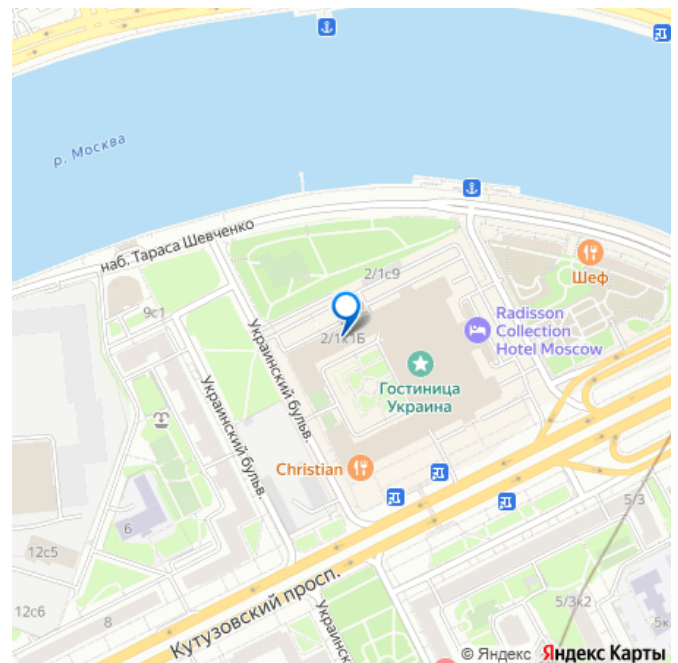 р. Москва
наб. Тараса Шевченко
2/1с9
Шеф
9с1
Radisson
Collection
Hotel Moscow
2/1к1Б
Украинский бульв.
Гостиница
Украина
Украинский бульв.
Christian
5/3
6
12с5
12с6
8
Кутузовский просп.
5/3к2
© Яндекс Яндекс Карты